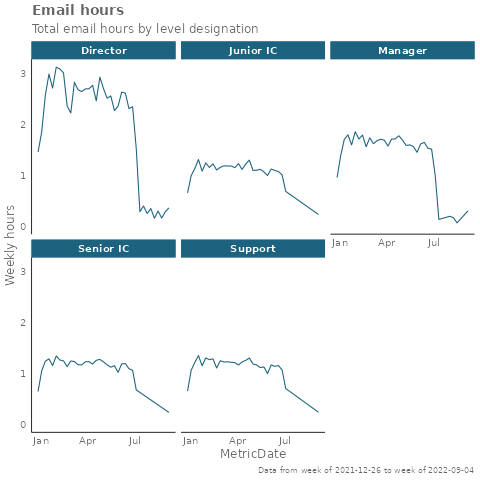 Email hours
Total email hours by level designation
Director
Junior IC
Manager
3
2
1
0
Jan Apr Jul
Senior IC
Support
3
2
1
0
Jan Apr Jul
Jan Apr Jul
Weekly hours
MetricDate
Data from week of 2021-12-26 to week of 2022-09-04